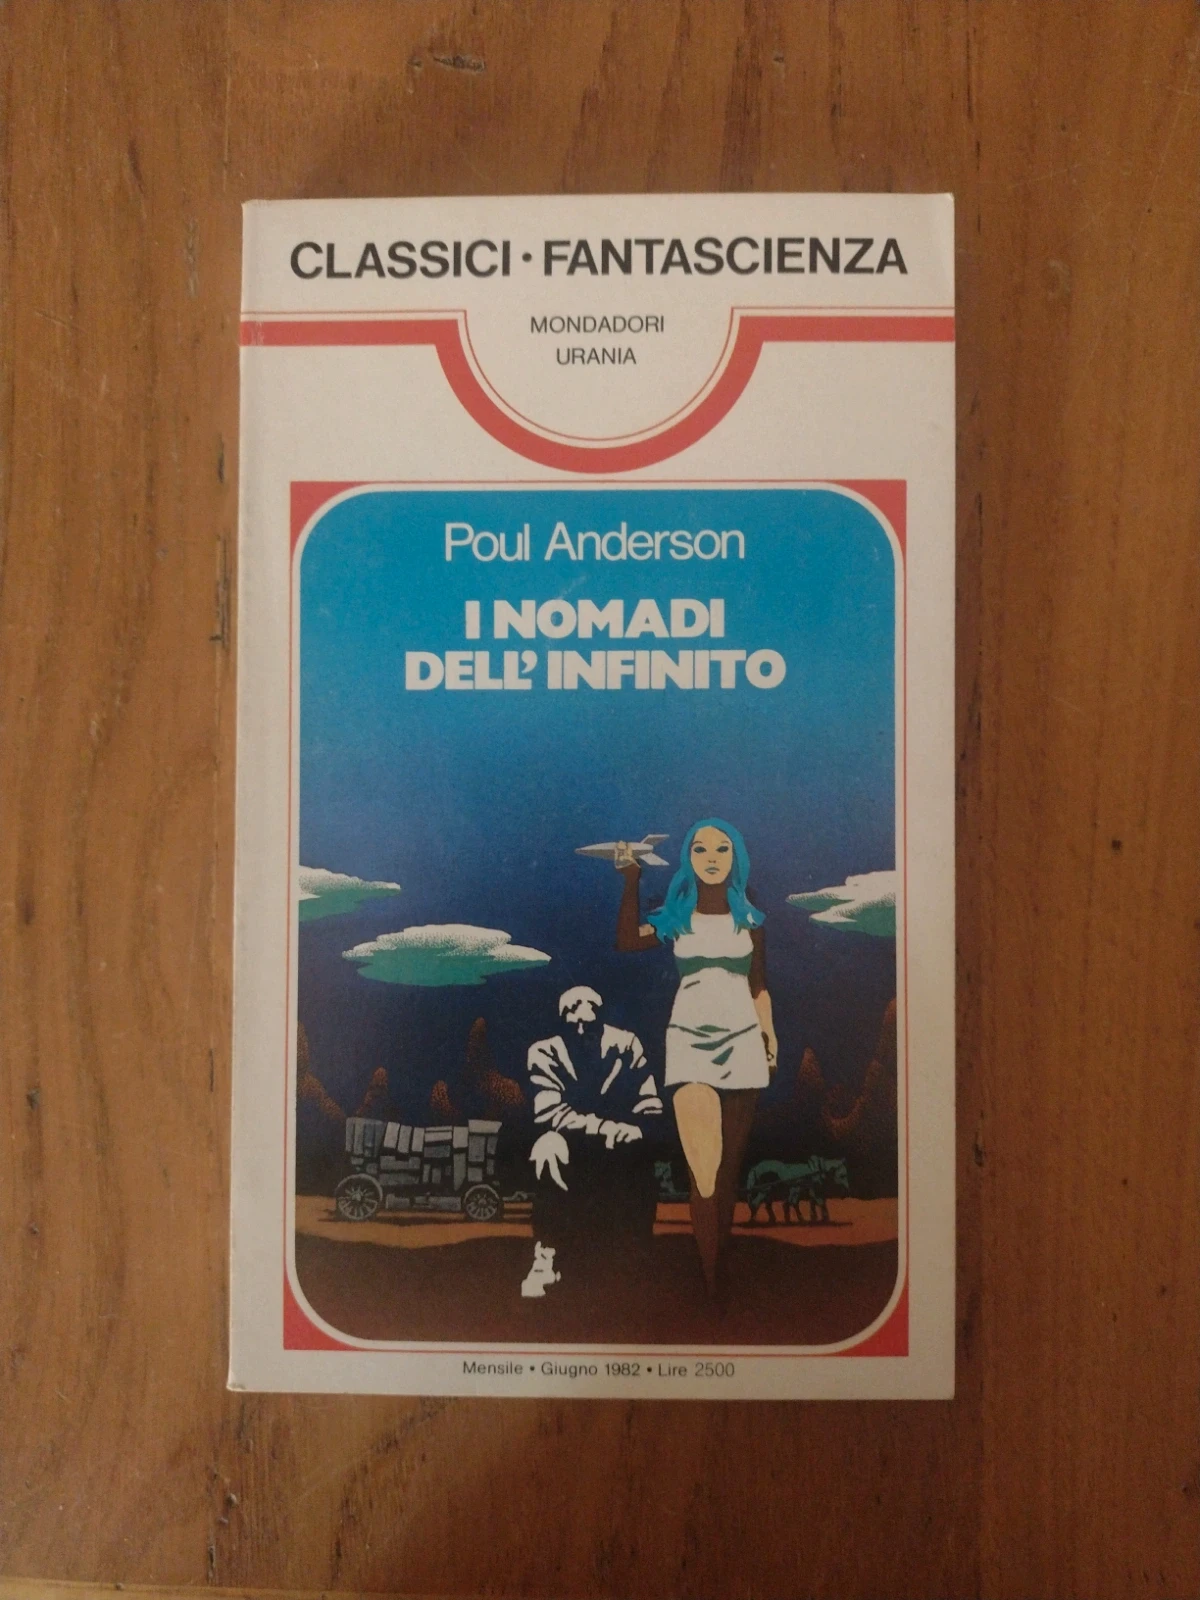 CLASSICI • FANTASCIENZA
MONDADORI
URANIA
Poul Anderson
I NOMADI
DELL' INFINITO
Mensile • Giugno 1982 • Lire 2500